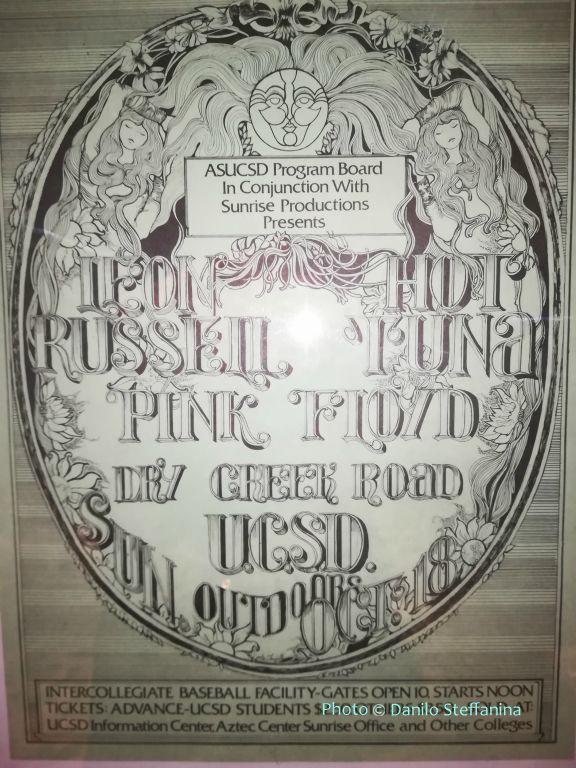 ASUCSD Program Board
In Conjunction With
Sunrise Productions
Presents
LEON HOT
RUSSELL, TUNA
PINK FLOYD
DRY CREEK ROAD
U.C.S.D.
SUN. OUTDOORS OCT. 18
INTERCOLLEGIATE BASEBALL FACILITY-GATES OPEN 10, STARTS NOON
TICKETS: ADVANCE-UCSD STUDENTS AT:
Photo © Danilo Steffanina
UCSD Information Center, Aztec Center Sunrise Office and Other Colleges